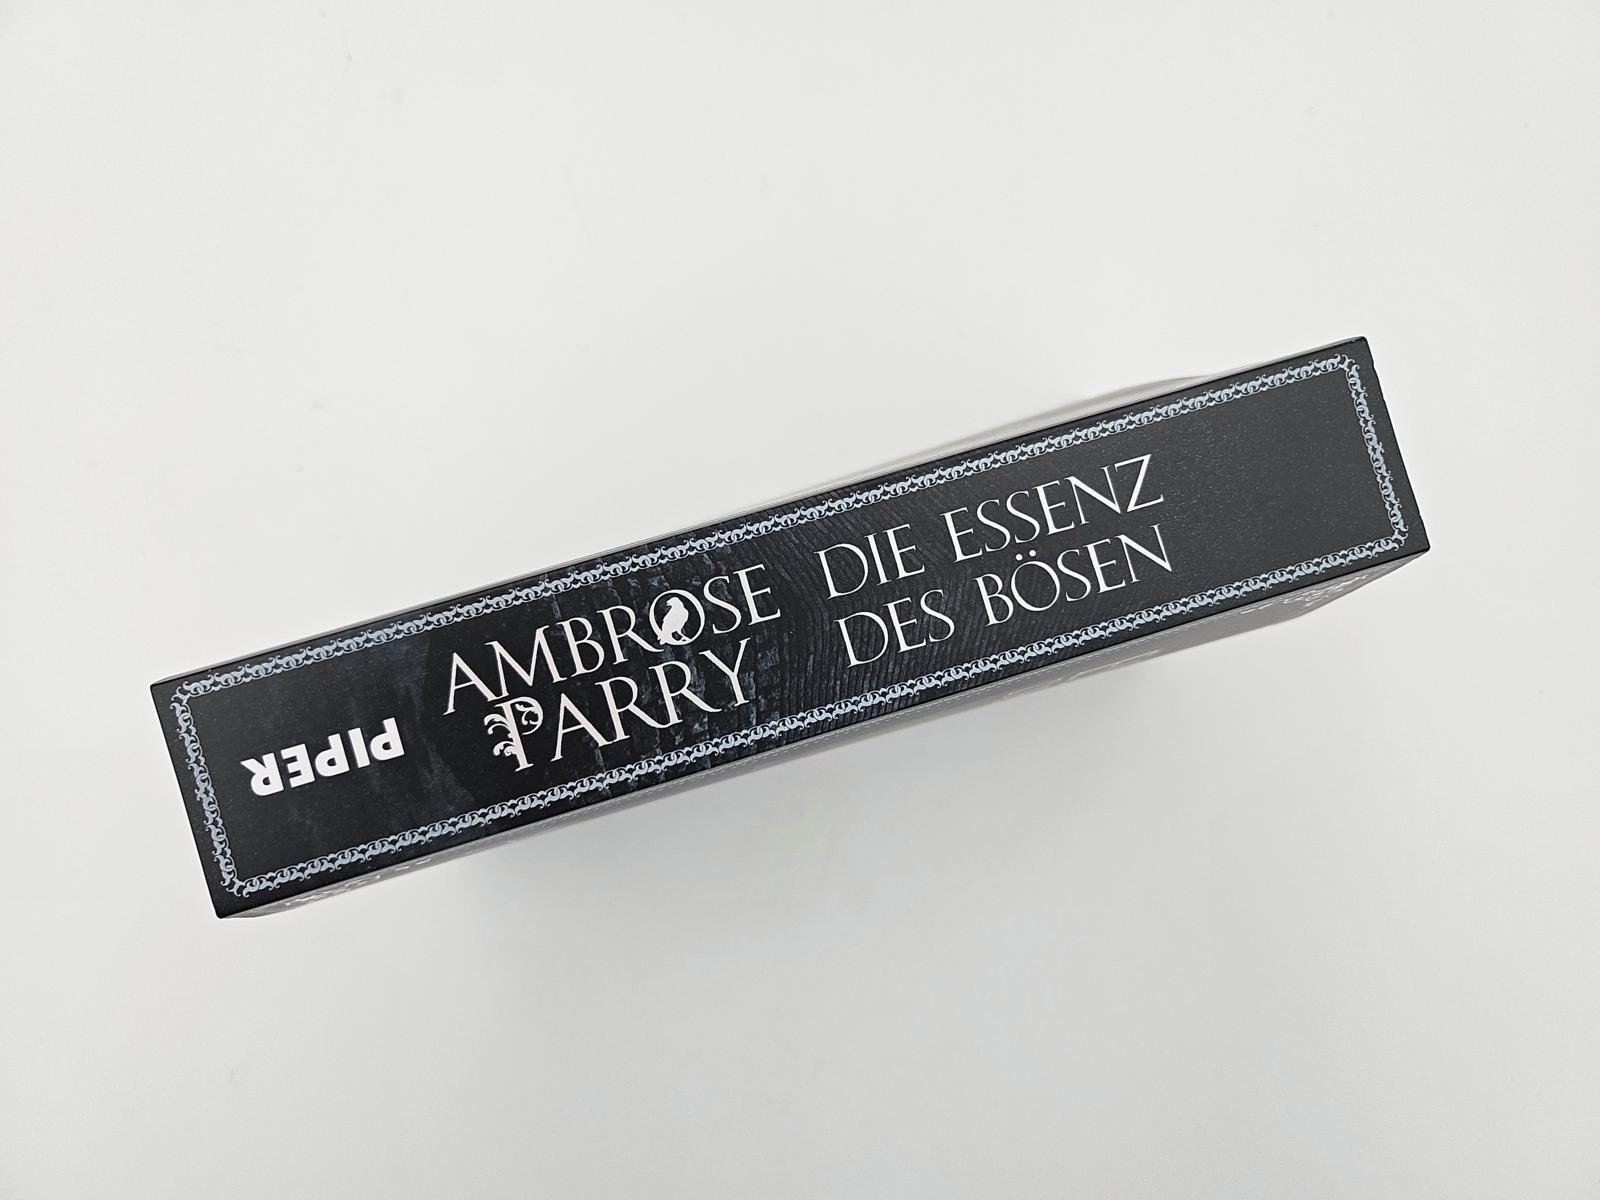 AMBROSE
PARRY
DIE ESSENZ
DES BÖSEN
PIPER